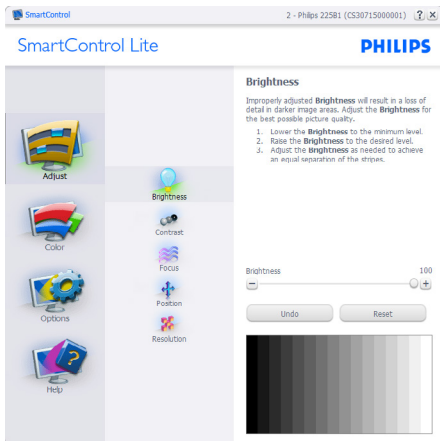 SmartControl
2 - Philips 225B1 (CS30715000001)
SmartControl Lite
PHILIPS
Adjust
Color
Options
Help
Brightness
Contrast
Focus
Position
Resolution
Brightness
Improperly adjusted Brightness will result in a loss of
detail in darker image areas. Adjust the Brightness for
the best possible picture quality.
1. Lower the Brightness to the minimum level.
2. Raise the Brightness to the desired level.
3. Adjust the Brightness as needed to achieve
an equal separation of the stripes.
Brightness 100
Undo
Reset